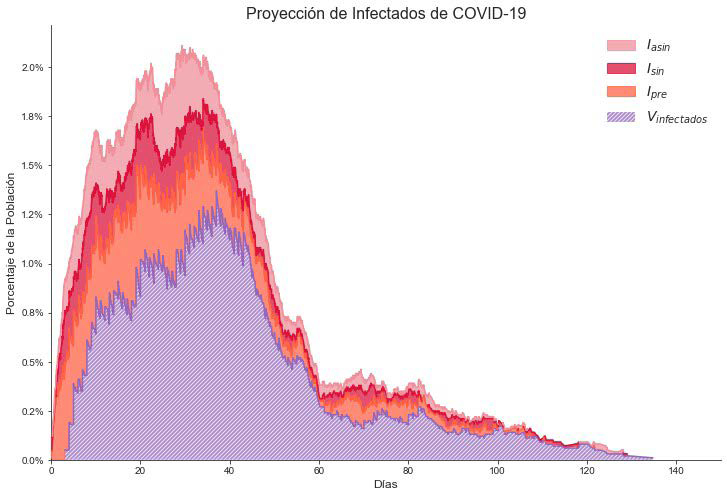 Proyección de Infectados de COVID-19
I_asin
I_sin
I_pre
V_infectados
Porcentaje de la Población
2.0%
1.8%
1.5%
1.2%
1.0%
0.8%
0.5%
0.2%
0.0%
0 20 40 60 80 100 120 140
Días